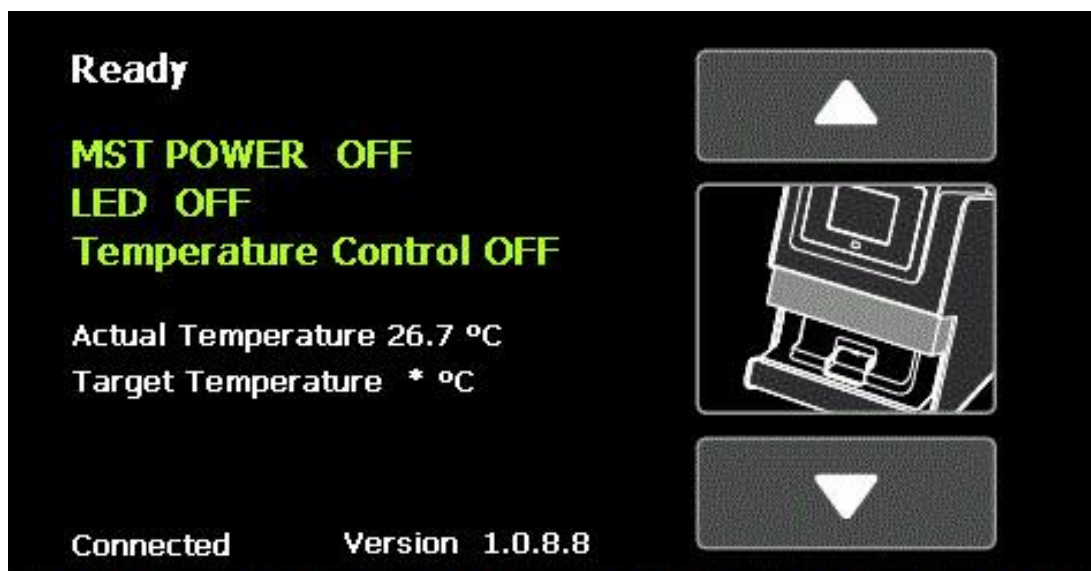 Ready
MST POWER OFF
LED OFF
Temperature Control OFF
Actual Temperature 26.7 ºC
Target Temperature * ºC
Connected Version 1.0.8.8